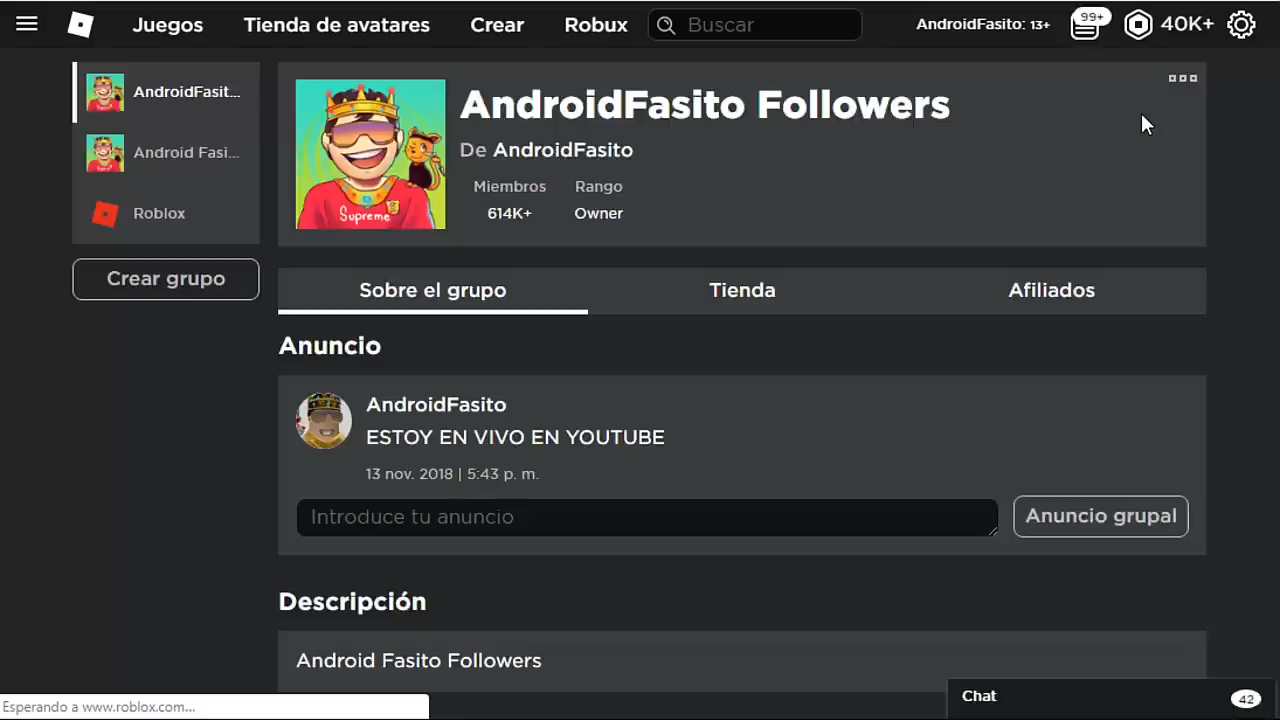 Juegos Tienda de avatares Crear Robux Buscar AndroidFasito: 13+ 99+ 40K+
AndroidFasit...
Android Fasi...
Roblox
Crear grupo
Supreme
AndroidFasito Followers
De AndroidFasito
Miembros Rango
614K+ Owner
Sobre el grupo Tienda Afiliados
Anuncio
AndroidFasito
ESTOY EN VIVO EN YOUTUBE
13 nov. 2018 | 5:43 p. m.
Introduce tu anuncio Anuncio grupal
Descripción
Android Fasito Followers
Chat 42
Esperando a www.roblox.com...